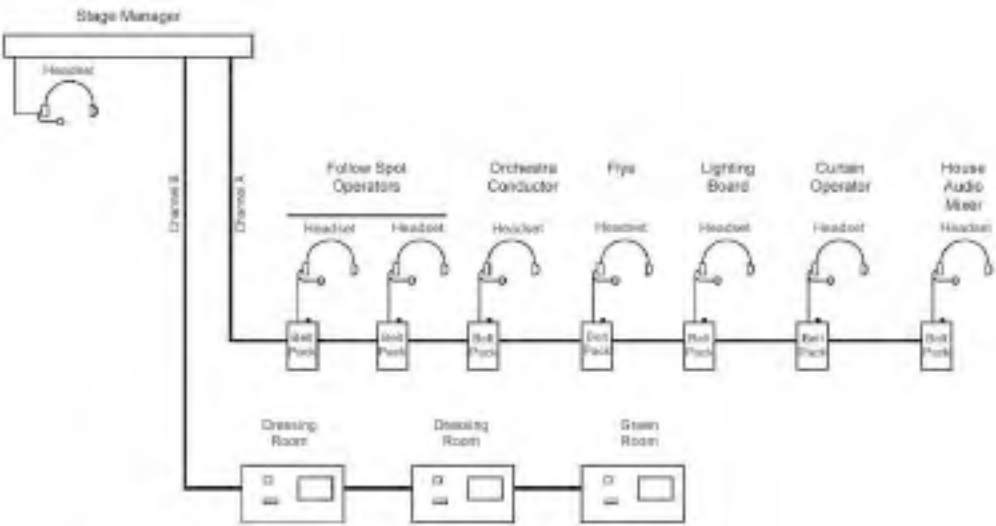 Stage Manager
Headset
Channel B
Channel A
Follow Spot
Operators
Orchestra
Conductor
Flys
Lighting
Board
Curtain
Operator
House
Audio
Mixer
Headset
Headset
Headset
Headset
Headset
Headset
Headset
Belt
Pack
Belt
Pack
Belt
Pack
Belt
Pack
Belt
Pack
Belt
Pack
Belt
Pack
Dressing
Room
Dressing
Room
Green
Room